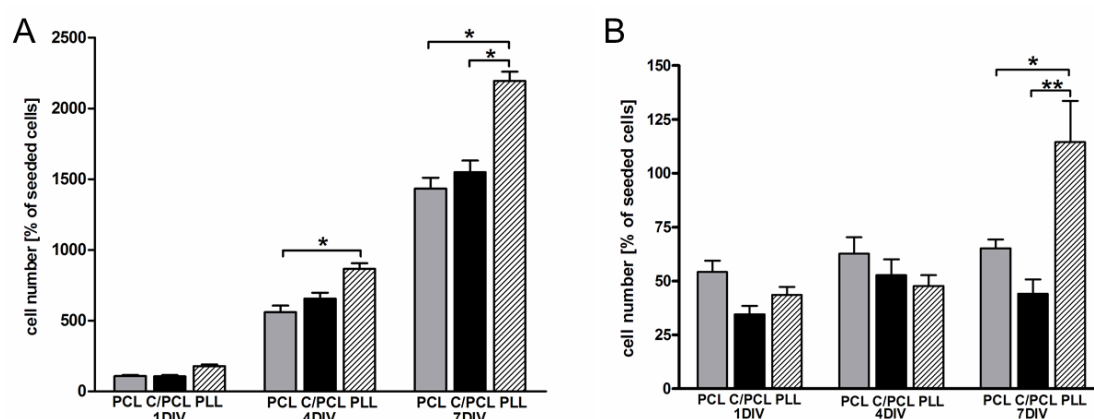 A
cell number [% of seeded cells]
2500
2000
1500
1000
500
0
*
*
*
PCL C/PCL PLL PCL C/PCL PLL PCL C/PCL PLL
1DIV 4DIV 7DIV
B
cell number [% of seeded cells]
150
125
100
75
50
25
0
*
**
PCL C/PCL PLL PCL C/PCL PLL PCL C/PCL PLL
1DIV 4DIV 7DIV